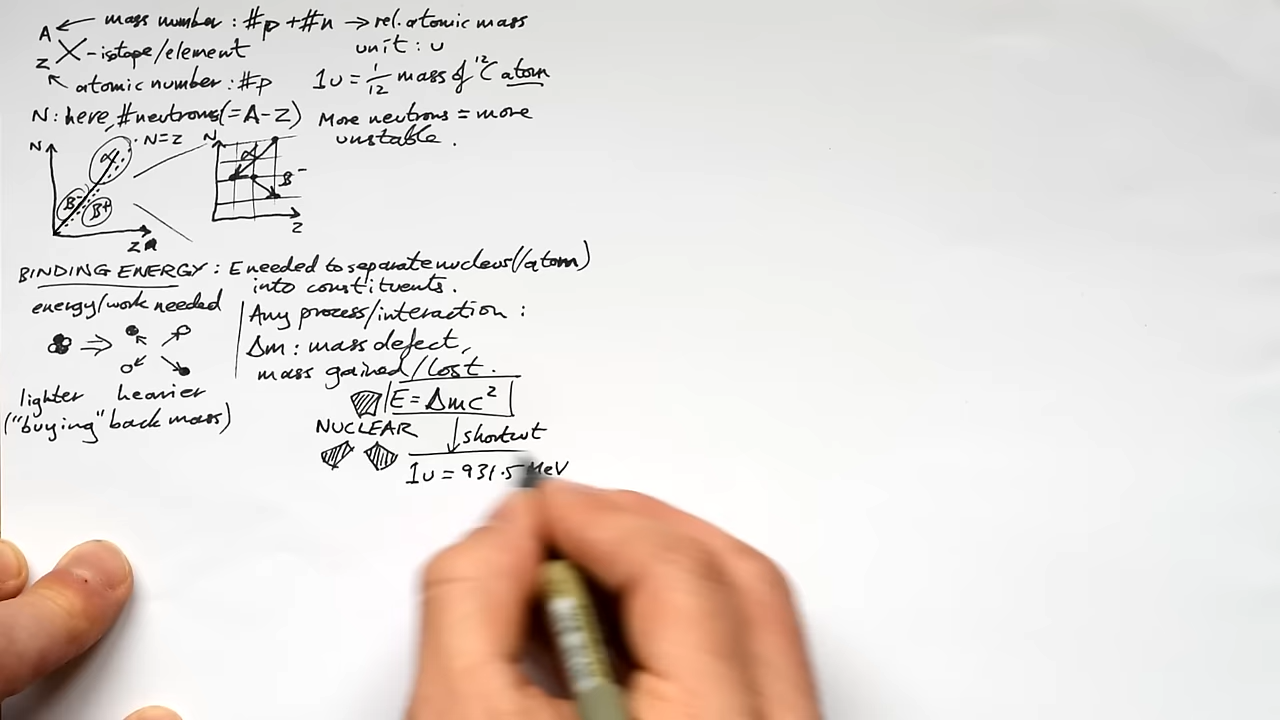 A ← mass number : #p + #n → rel. atomic mass
Z X - isotope/element unit : u
↖ atomic number : #p 1u = 1/12 mass of ¹²C atom
N : here, #neutrons (= A - Z) More neutrons = more
unstable.
N N=Z N
α α
β⁻ β⁺ β⁻
Z Z
BINDING ENERGY : E needed to separate nucleus (/atom)
into constituents.
energy/work needed
Any process/interaction :
⇒ Δm : mass defect,
mass gained/lost.
lighter heavier
("buying" back mass)
E = Δmc²
NUCLEAR ↓ shortcut
1u = 931.5 MeV